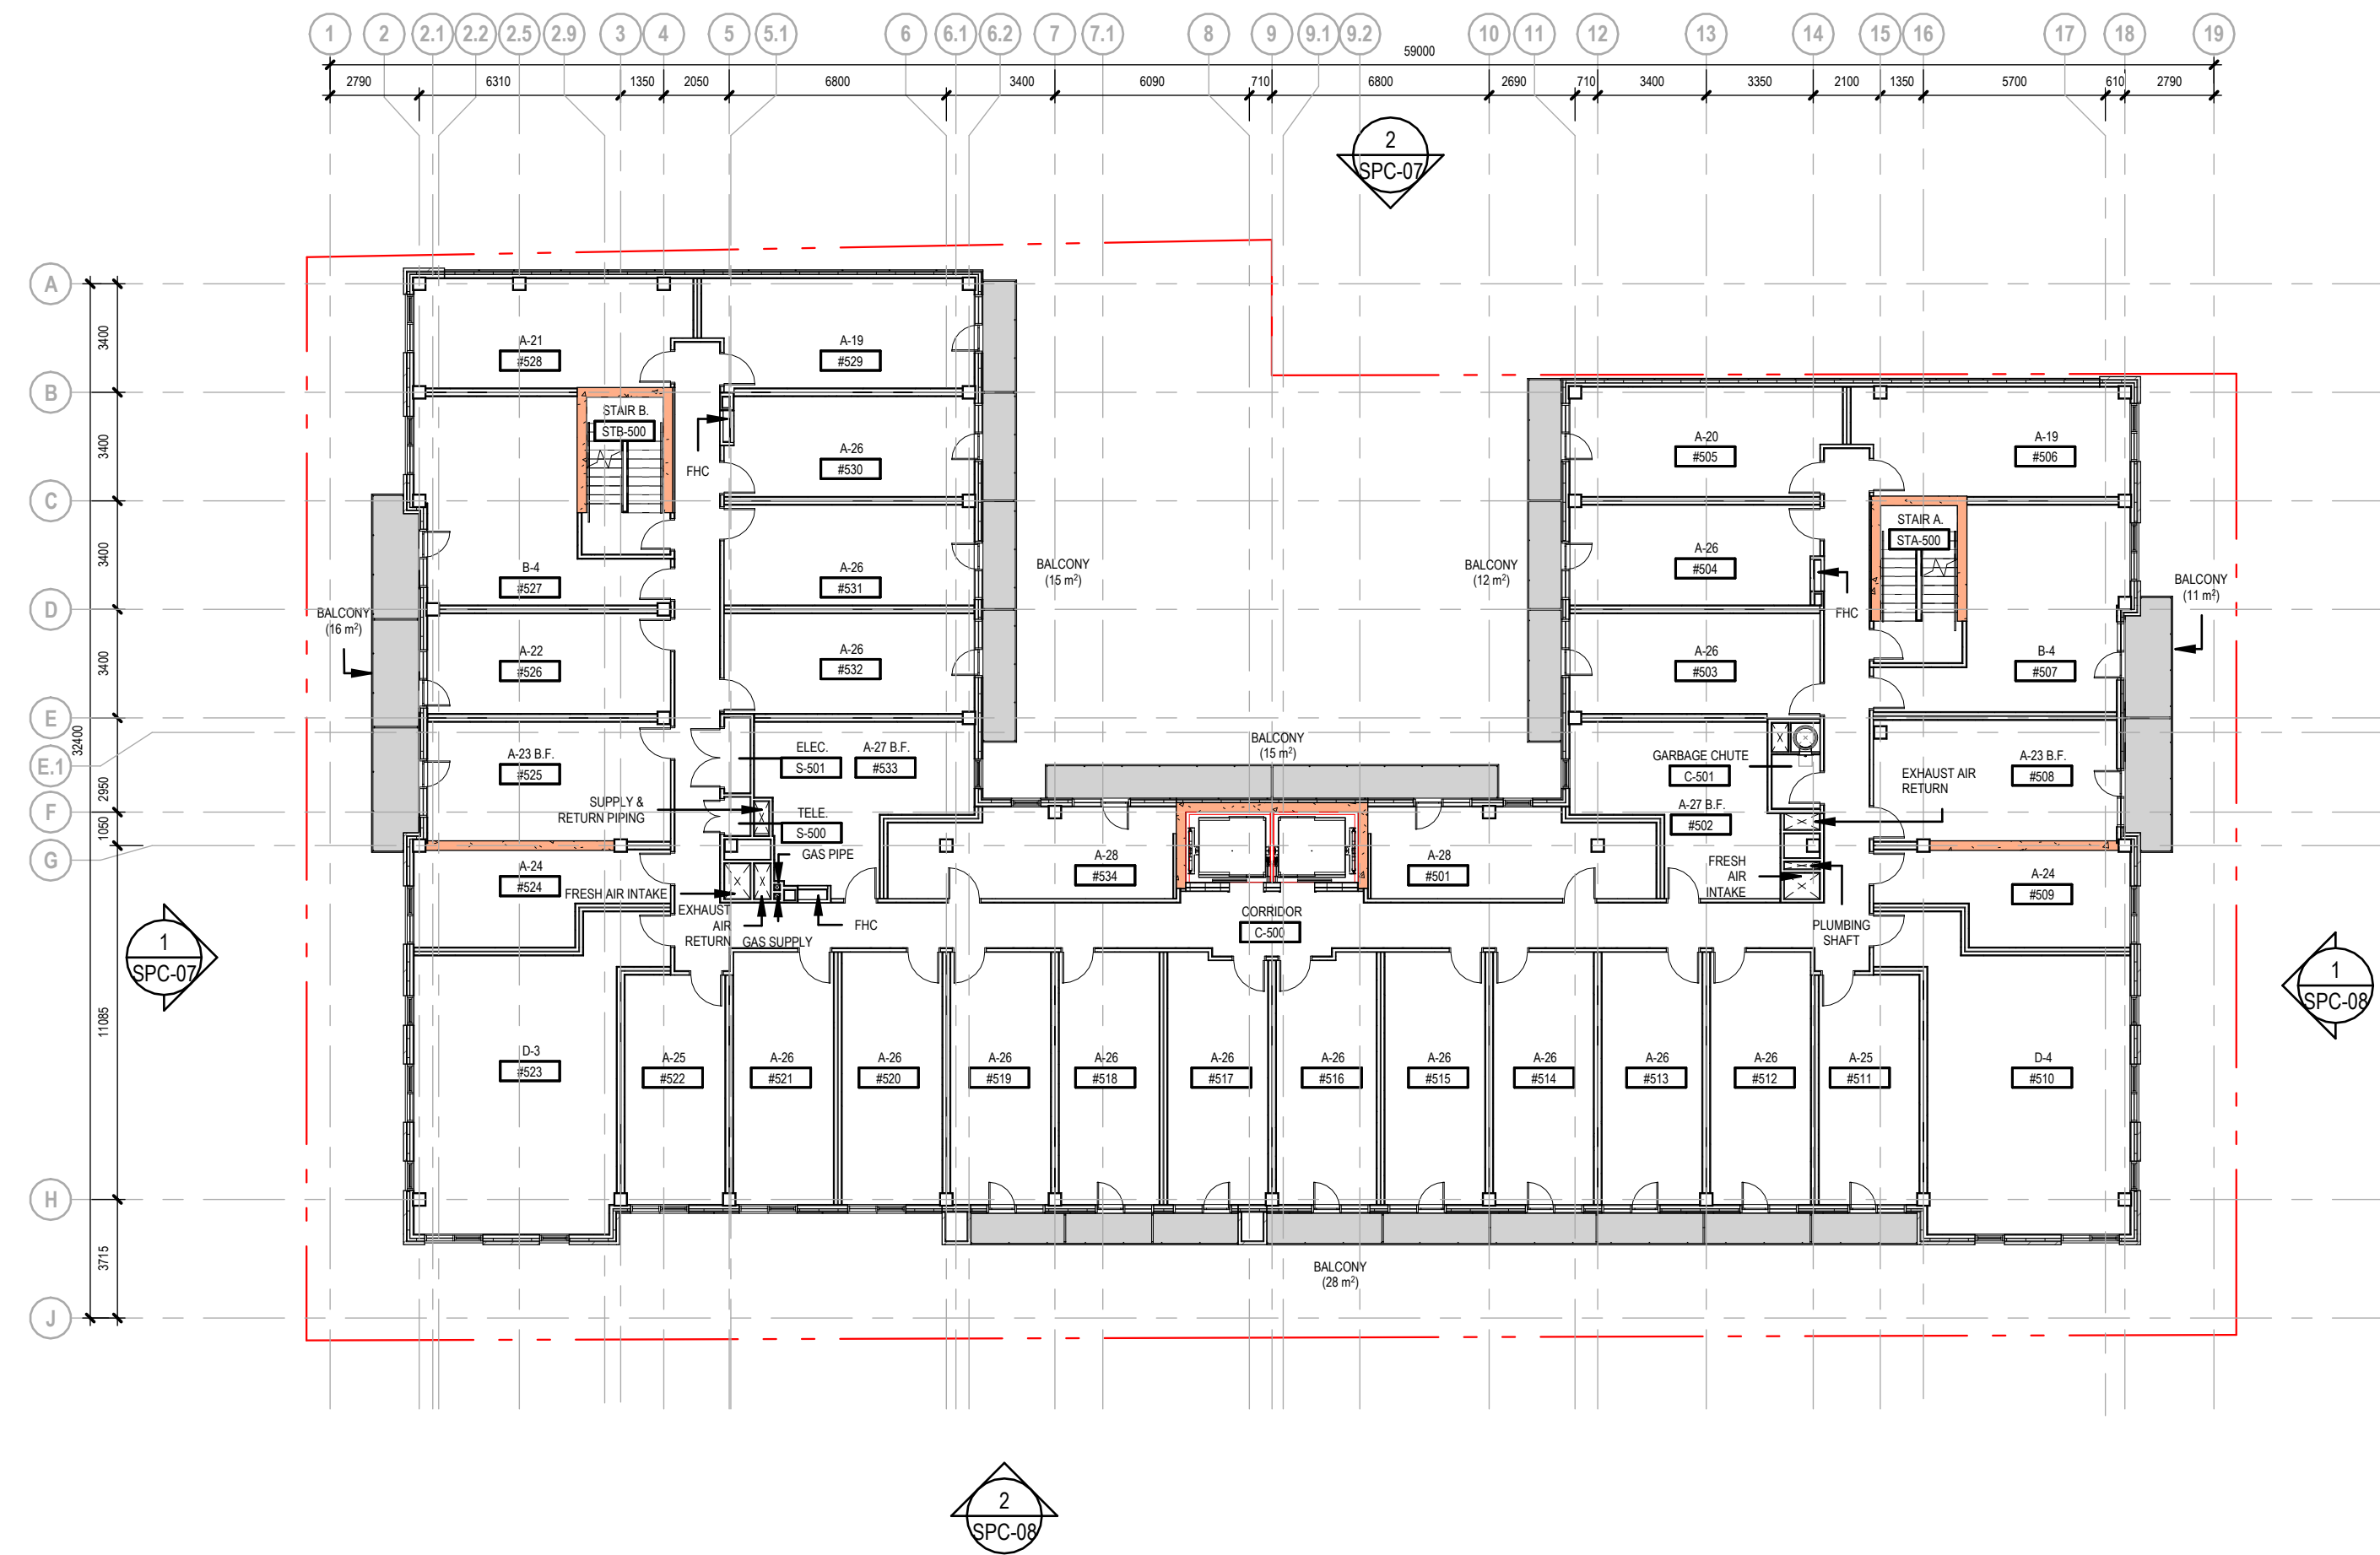 1 2 2.1 2.2 2.5 2.9 3 4 5 5.1 6 6.1 6.2 7 7.1 8 9 9.1 9.2 10 11 12 13 14 15 16 17 18 19
59000
2790 6310 1350 2050 6800 3400 6090 710 6800 2690 710 3400 3350 2100 1350 5700 610 2790
2
SPC-07
A
B
C
D
E
E.1
F
G
H
J
3400
3400
3400
3400
2950
1050
11085
3715
32400
A-21
#528
A-19
#529
STAIR B.
STB-500
FHC
A-26
#530
B-4
#527
A-26
#531
BALCONY
(16 m²)
A-22
#526
A-26
#532
BALCONY
(15 m²)
A-23 B.F.
#525
ELEC.
S-501
A-27 B.F.
#533
SUPPLY &
RETURN PIPING
TELE.
S-500
GAS PIPE
A-24
#524
FRESH AIR INTAKE
EXHAUST
AIR
RETURN
GAS SUPPLY
FHC
BALCONY
(15 m²)
A-28
#534
A-28
#501
CORRIDOR
C-500
BALCONY
(12 m²)
A-20
#505
A-19
#506
A-26
#504
STAIR A.
STA-500
FHC
BALCONY
(11 m²)
A-26
#503
B-4
#507
GARBAGE CHUTE
C-501
A-27 B.F.
#502
EXHAUST AIR
RETURN
A-23 B.F.
#508
FRESH
AIR
INTAKE
PLUMBING
SHAFT
A-24
#509
1
SPC-07
1
SPC-08
D-3
#523
A-25
#522
A-26
#521
A-26
#520
A-26
#519
A-26
#518
A-26
#517
A-26
#516
A-26
#515
A-26
#514
A-26
#513
A-26
#512
A-25
#511
D-4
#510
BALCONY
(28 m²)
2
SPC-08